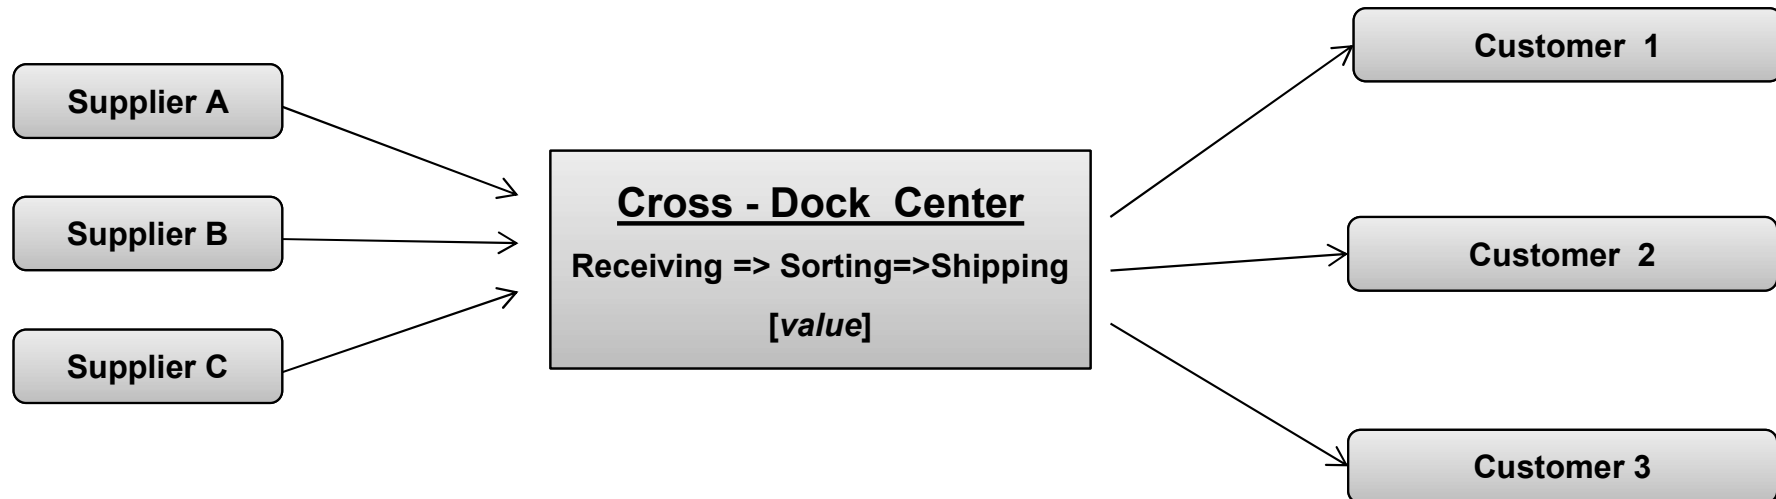 Supplier A
Supplier B
Supplier C
Cross - Dock Center
Receiving => Sorting=>Shipping
[value]
Customer 1
Customer 2
Customer 3